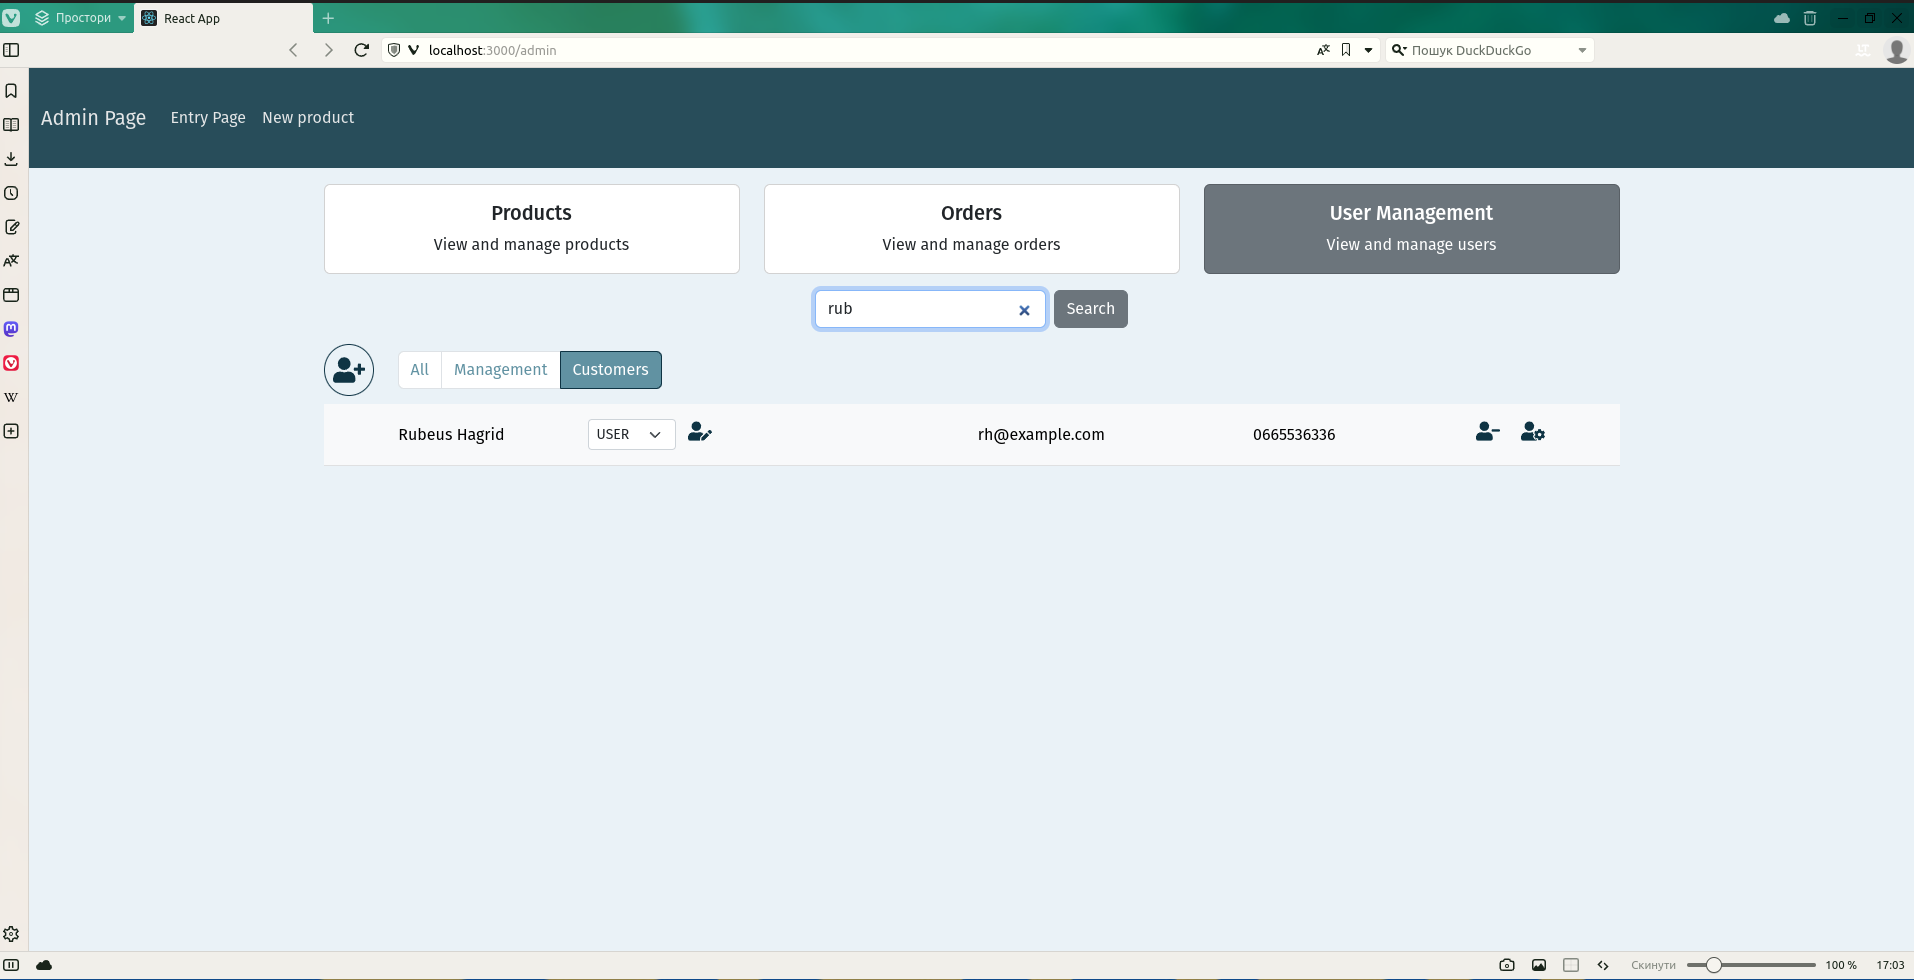 Простори
React App
localhost:3000/admin
Пошук DuckDuckGo
Admin Page
Entry Page
New product
Products
View and manage products
Orders
View and manage orders
User Management
View and manage users
rub
Search
All
Management
Customers
Rubeus Hagrid
USER
rh@example.com
0665536336
W
Скинути
100 %
17:03